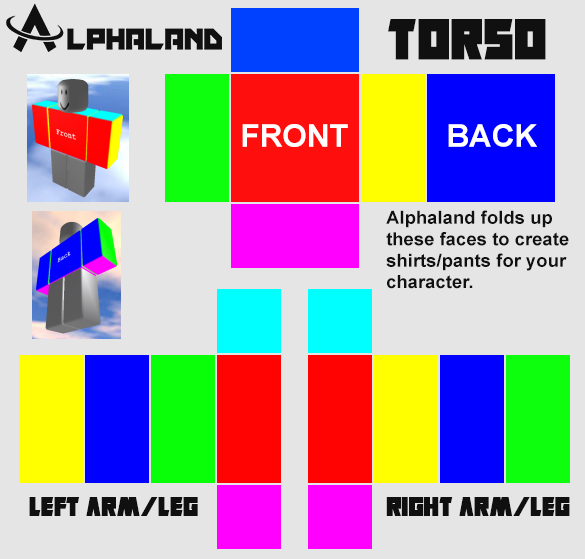 ALPHALAND
TORSO
FRONT
BACK
Front
Alphaland folds up
these faces to create
shirts/pants for your
character.
Back
LEFT ARM/LEG
RIGHT ARM/LEG